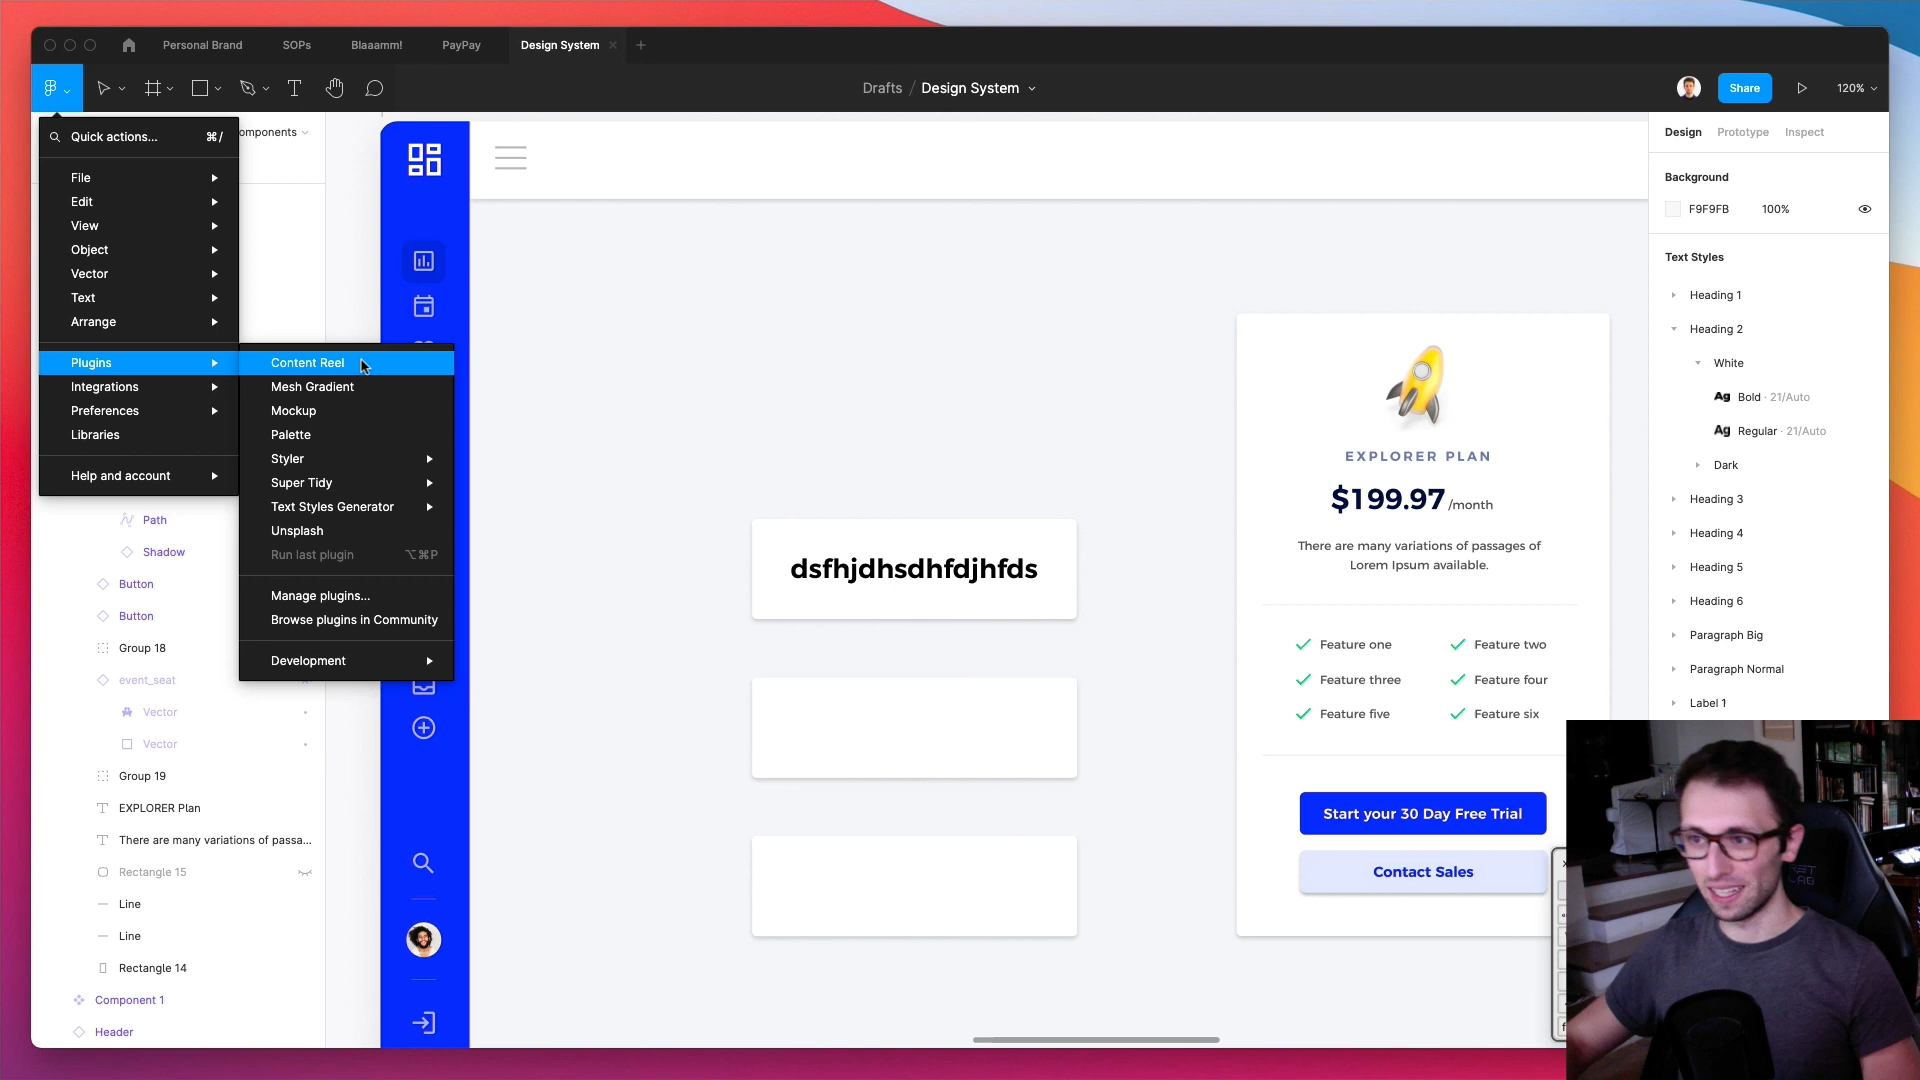 Personal Brand
SOPs
Blaaamm!
PayPay
Design System
Drafts / Design System
Share
120%
Quick actions... ⌘/
omponents
File
Edit
View
Object
Vector
Text
Arrange
Plugins
Integrations
Preferences
Libraries
Help and account
Content Reel
Mesh Gradient
Mockup
Palette
Styler
Super Tidy
Text Styles Generator
Unsplash
Run last plugin ⌥⌘P
Manage plugins...
Browse plugins in Community
Development
Path
Shadow
Button
Button
Group 18
event_seat
Vector
Vector
Group 19
EXPLORER Plan
There are many variations of passa...
Rectangle 15
Line
Line
Rectangle 14
Component 1
Header
dsfhjdhsdhfdjhfds
EXPLORER PLAN
$199.97 /month
There are many variations of passages of
Lorem Ipsum available.
Feature one
Feature two
Feature three
Feature four
Feature five
Feature six
Start your 30 Day Free Trial
Contact Sales
Design
Prototype
Inspect
Background
F9F9FB 100%
Text Styles
Heading 1
Heading 2
White
Ag Bold · 21/Auto
Ag Regular · 21/Auto
Dark
Heading 3
Heading 4
Heading 5
Heading 6
Paragraph Big
Paragraph Normal
Label 1